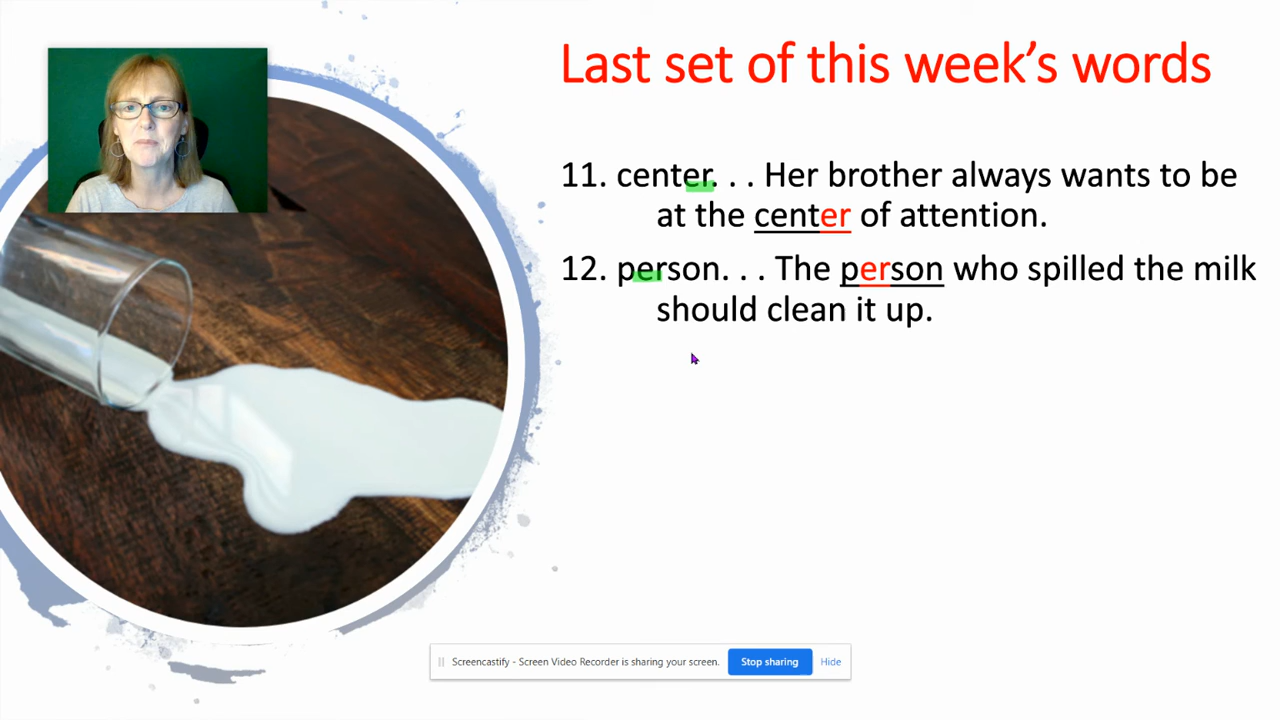 Last set of this week's words
11. center. . . Her brother always wants to be
at the center of attention.
12. person. . . The person who spilled the milk
should clean it up.
Screencastify - Screen Video Recorder is sharing your screen.
Stop sharing
Hide